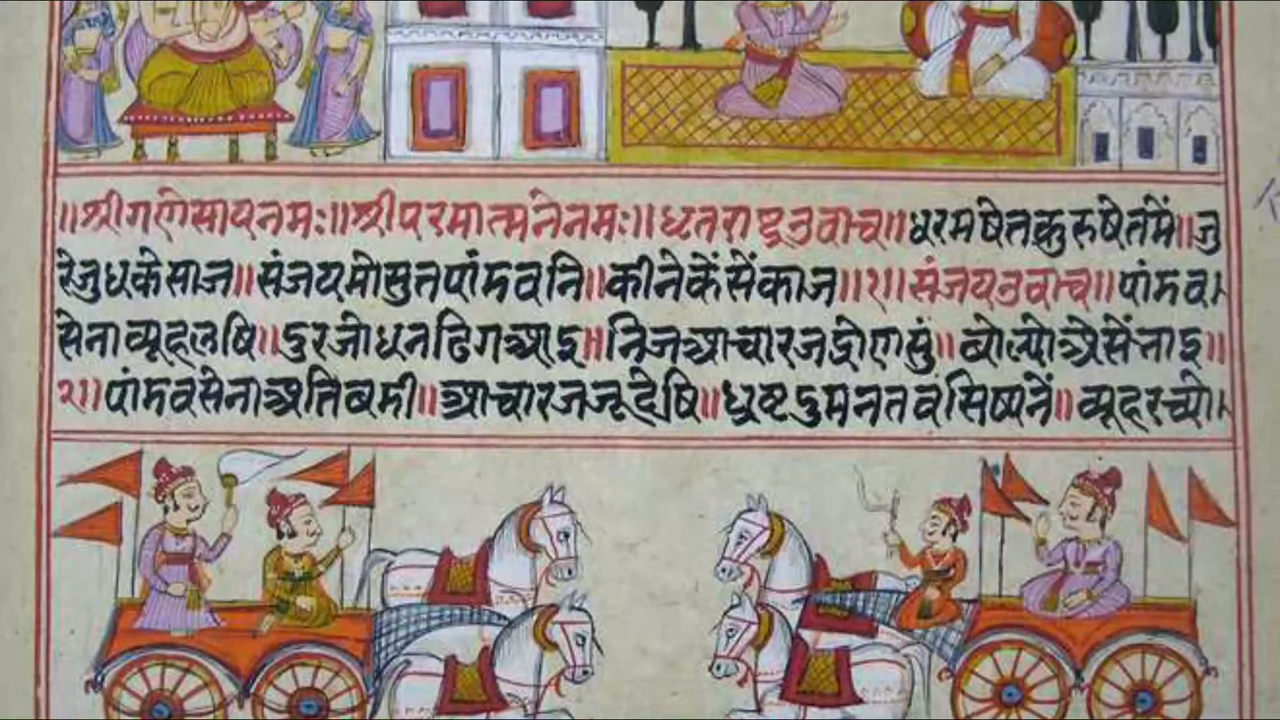 ॥श्रीगणेसायनमः॥श्रीपरमात्मनेनमः॥धृतराष्ट्रउवाच॥धरमषेतकुरुषेतमें॥जु
रेजुधकेसाज॥संजयमोसुतपांडवनि॥कीनेकेंसेंकाज॥१॥संजयउवाच॥पांडव।
सेनाव्यूहलषि॥दुरजोधनढिगआइ॥निजआचारजद्रोणसुं॥बोल्योअेसेंनाइ॥
२॥पांडवसेनाअतिबडी॥आचारजजूदेषि॥धृष्टदुमनतवसिष्यनें॥व्यूहरच्यो।